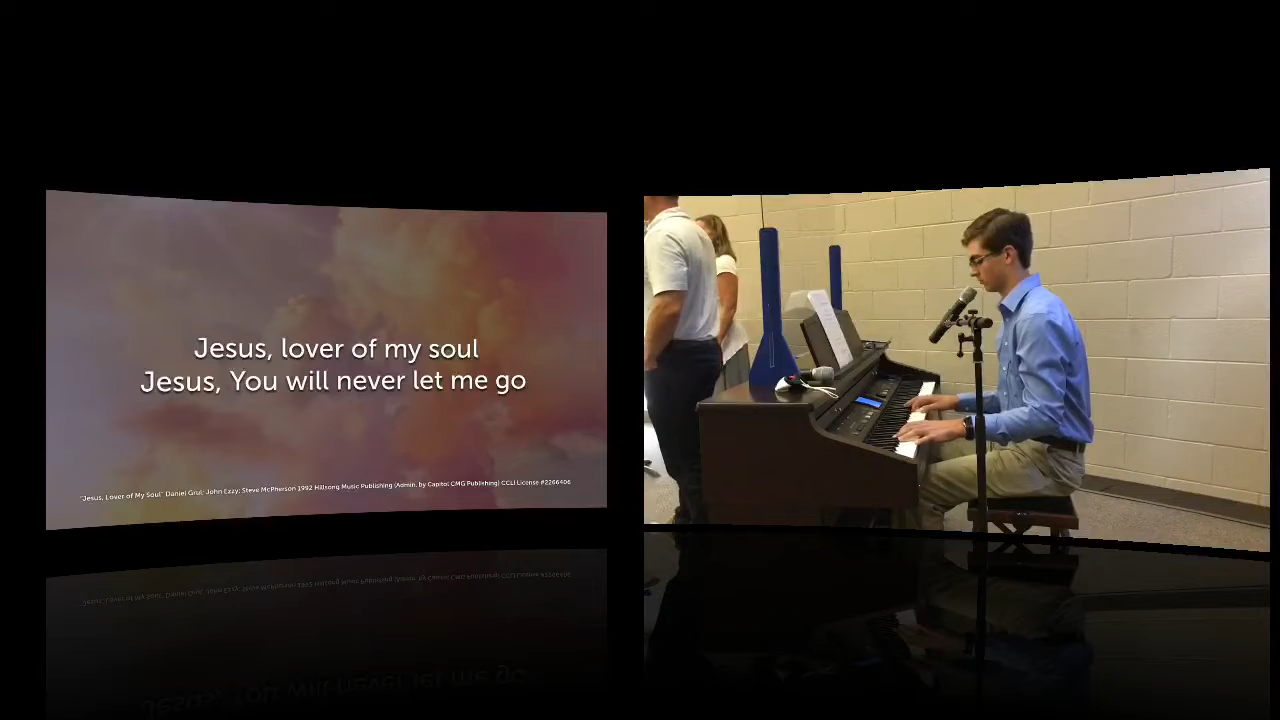 Jesus, lover of my soul
Jesus, You will never let me go
"Jesus, Lover of My Soul" Daniel Grul; John Ezzy; Steve McPherson 1992 Hillsong Music Publishing (Admin. by Capitol CMG Publishing) CCLI License #2266406